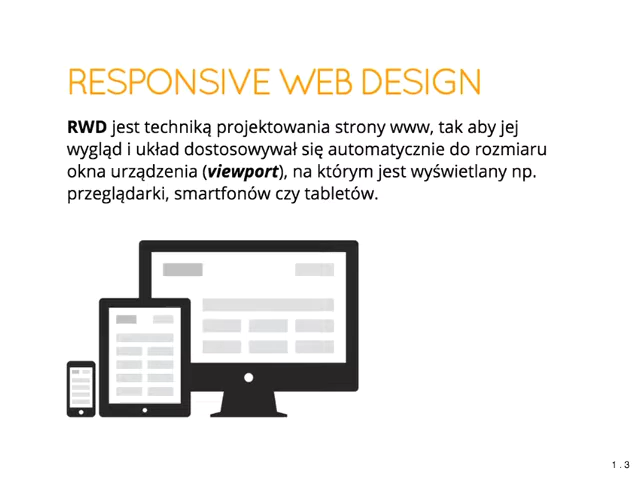 RESPONSIVE WEB DESIGN
RWD jest techniką projektowania strony www, tak aby jej
wygląd i układ dostosowywał się automatycznie do rozmiaru
okna urządzenia (viewport), na którym jest wyświetlany np.
przeglądarki, smartfonów czy tabletów.
1 . 3